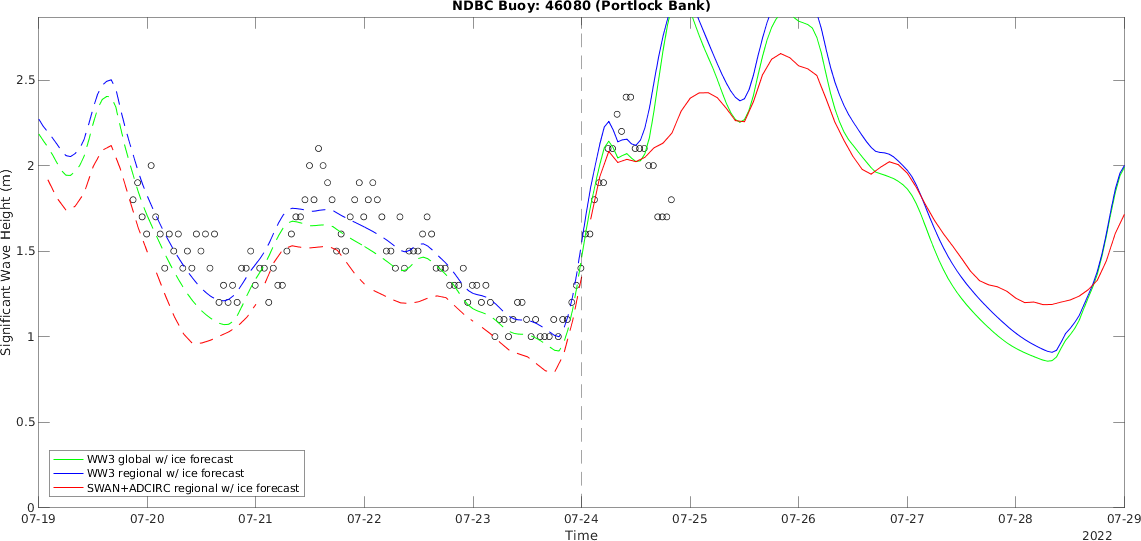 NDBC Buoy: 46080 (Portlock Bank)
Significant Wave Height (m)
2.5
2
1.5
1
0.5
0
WW3 global w/ ice forecast
WW3 regional w/ ice forecast
SWAN+ADCIRC regional w/ ice forecast
07-19 07-20 07-21 07-22 07-23 07-24 07-25 07-26 07-27 07-28 07-29
Time
2022